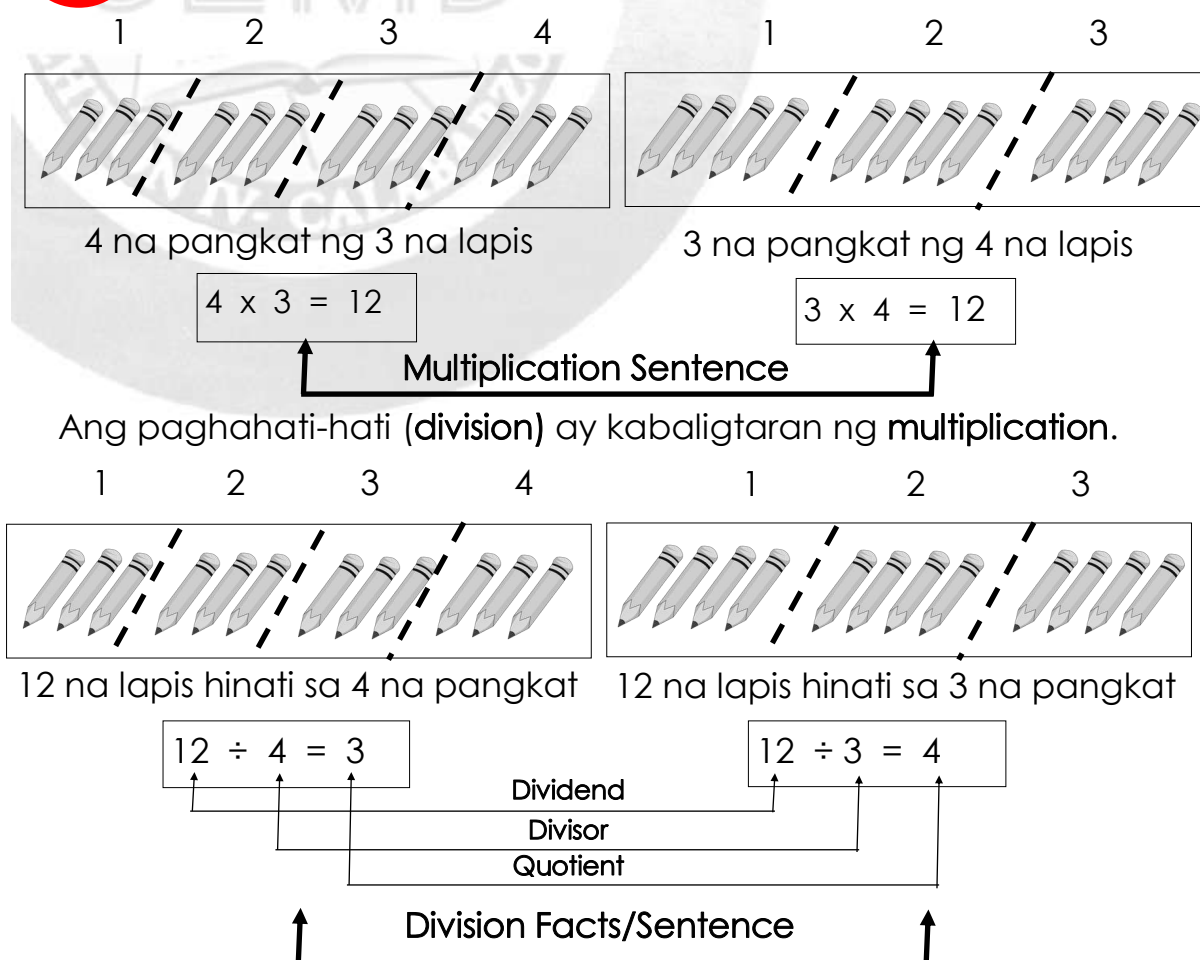 1 2 3 4 1 2 3
4 na pangkat ng 3 na lapis 3 na pangkat ng 4 na lapis
4 x 3 = 12 3 x 4 = 12
Multiplication Sentence
Ang paghahati-hati (division) ay kabaligtaran ng multiplication.
1 2 3 4 1 2 3
12 na lapis hinati sa 4 na pangkat 12 na lapis hinati sa 3 na pangkat
12 ÷ 4 = 3 12 ÷ 3 = 4
Dividend
Divisor
Quotient
Division Facts/Sentence